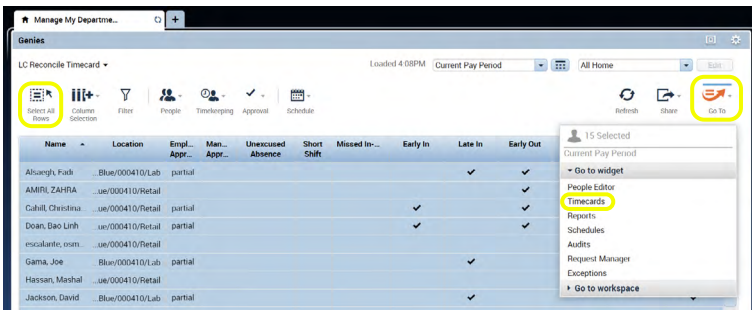 Manage My Departme...
Genies
LC Reconcile Timecard
Loaded 4:08PM
Current Pay Period
All Home
Edit
Select All Rows
Column Selection
Filter
People
Timekeeping
Approval
Schedule
Refresh
Share
Go To
Name Location Empl... Appr... Man... Appr... Unexcused Absence Short Shift Missed In-... Early In Late In Early Out
Alsaegh, Fadi ...Blue/000410/Lab partial
AMIRI, ZAHRA ...ue/000410/Retail
Cahill, Christina ...ue/000410/Retail partial
Doan, Bao Linh ...ue/000410/Retail partial
escalante, osm... ...ue/000410/Retail
Gama, Joe ...Blue/000410/Lab partial
Hassan, Mashal ...ue/000410/Retail
Jackson, David ...Blue/000410/Lab partial
15 Selected
Current Pay Period
Go to widget
People Editor
Timecards
Reports
Schedules
Audits
Request Manager
Exceptions
Go to workspace